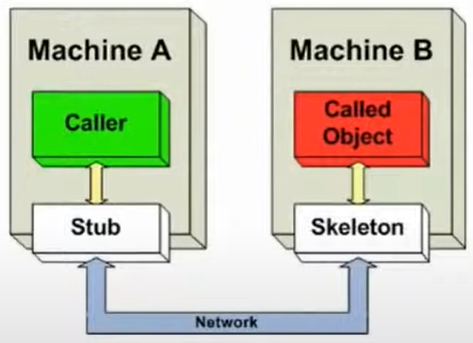 Machine A
Machine B
Caller
Called
Object
Stub
Skeleton
Network